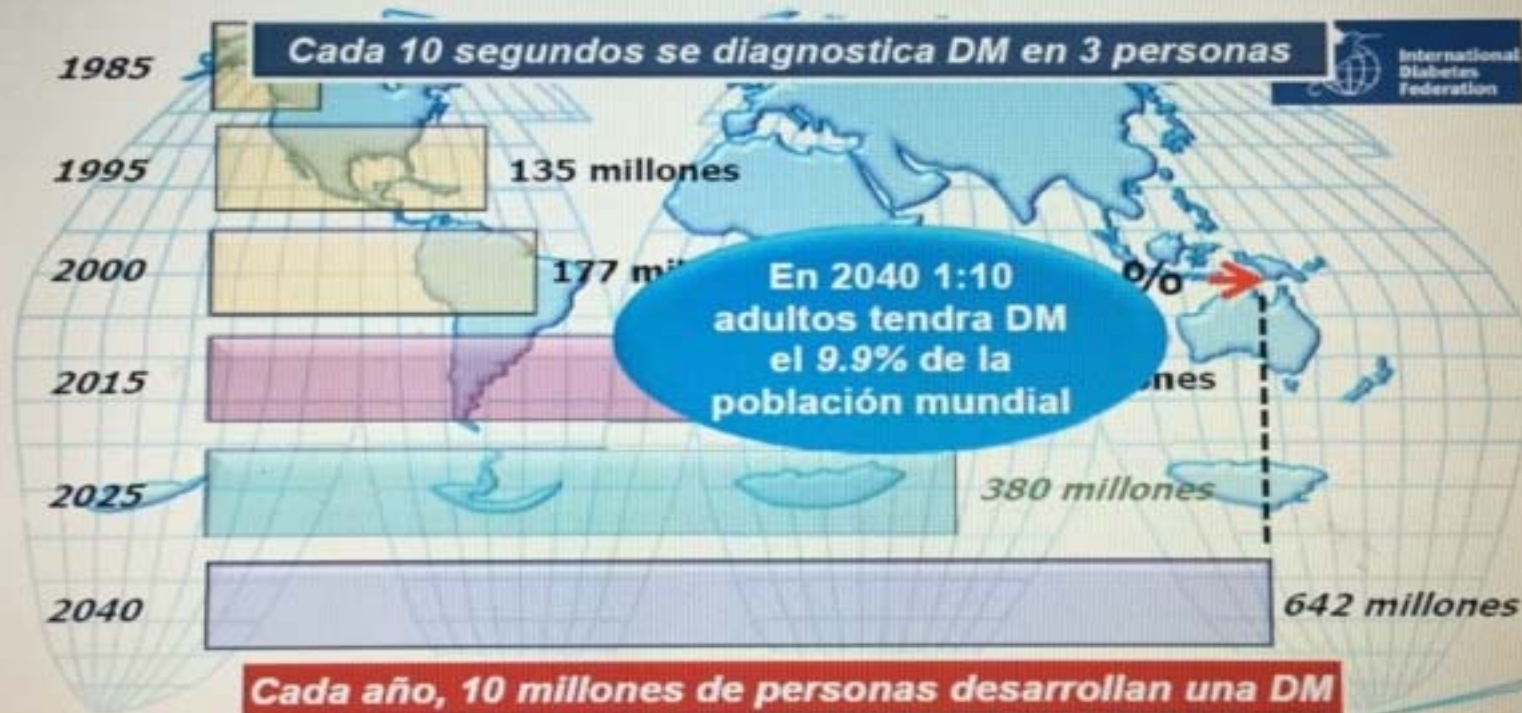 Cada 10 segundos se diagnostica DM en 3 personas
International
Diabetes
Federation
1985
1995
135 millones
2000
177
%
En 2040 1:10
adultos tendra DM
el 9.9% de la
población mundial
2015
2025
380 millones
2040
642 millones
Cada año, 10 millones de personas desarrollan una DM